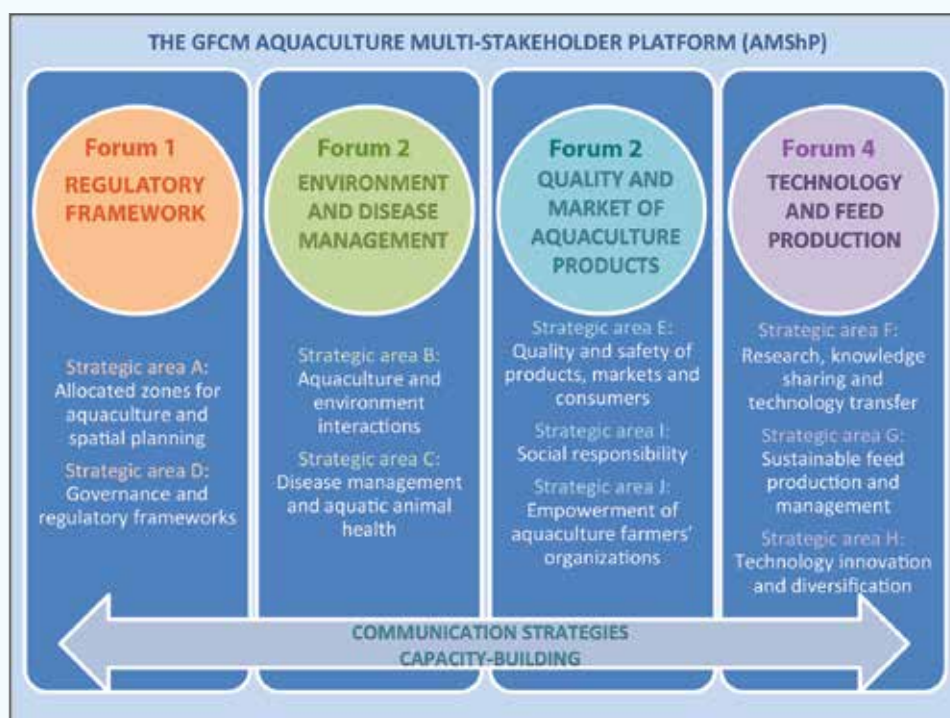 THE GFCM AQUACULTURE MULTI-STAKEHOLDER PLATFORM (AMShP)
Forum 1
REGULATORY
FRAMEWORK
Strategic area A:
Allocated zones for
aquaculture and
spatial planning
Strategic area D:
Governance and
regulatory frameworks
Forum 2
ENVIRONMENT
AND DISEASE
MANAGEMENT
Strategic area B:
Aquaculture and
environment
interactions
Strategic area C:
Disease management
and aquatic animal
health
Forum 2
QUALITY AND
MARKET OF
AQUACULTURE
PRODUCTS
Strategic area E:
Quality and safety of
products, markets and
consumers
Strategic area I:
Social responsibility
Strategic area J:
Empowerment of
aquaculture farmers'
organizations
Forum 4
TECHNOLOGY
AND FEED
PRODUCTION
Strategic area F:
Research, knowledge
sharing and
technology transfer
Strategic area G:
Sustainable feed
production and
management
Strategic area H:
Technology innovation
and diversification
COMMUNICATION STRATEGIES
CAPACITY-BUILDING